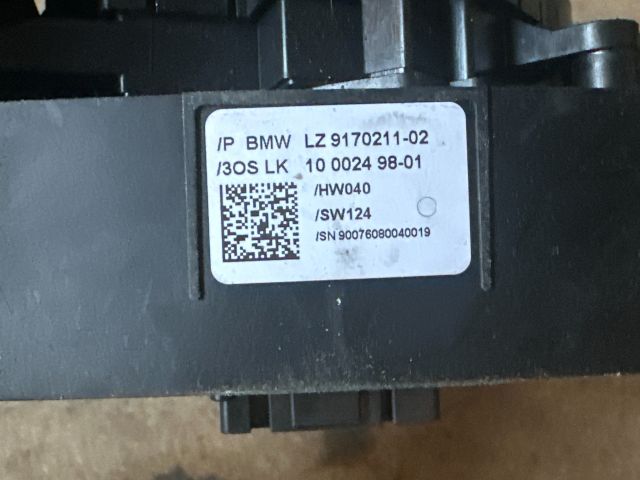 /P BMW LZ 9170211-02
/3OS LK 10 0024 98-01
/HW040
/SW124
/SN 90076080040019